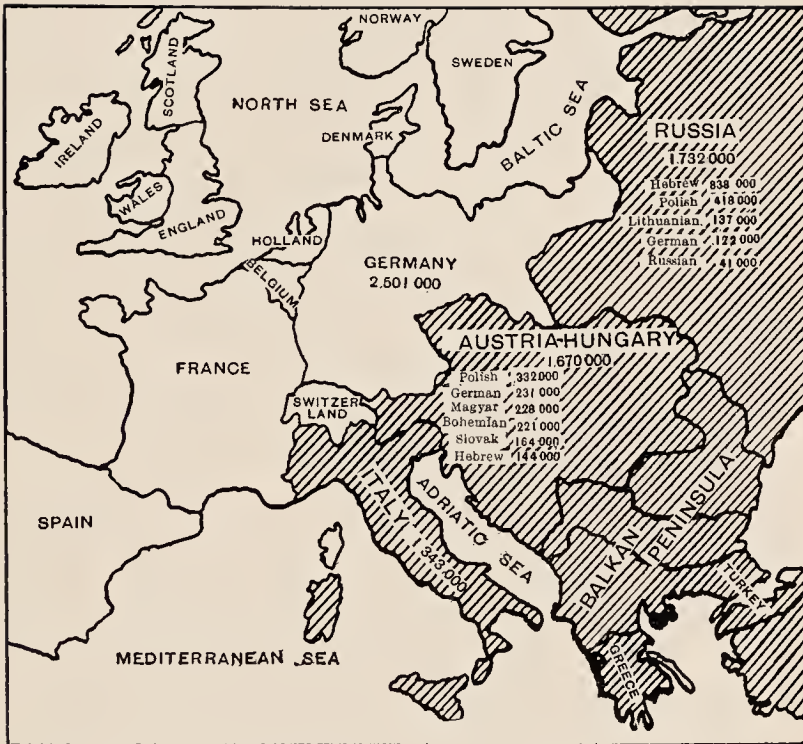 NORWAY
SWEDEN
SCOTLAND
NORTH SEA
BALTIC SEA
DENMARK
IRELAND
WALES
ENGLAND
HOLLAND
BELGIUM
GERMANY
2,501 000
RUSSIA
1.732 000
Hebrew 838 000
Polish 418 000
Lithuanian 137 000
German 122 000
Russian 41 000
FRANCE
SWITZER
LAND
AUSTRIA-HUNGARY
1.670 000
Polish 332 000
German 231 000
Magyar 228 000
Bohemian 221 000
Slovak 164 000
Hebrew 144 000
ITALY
1 343,000
ADRIATIC SEA
BALKAN-
PENINSULA
TURKEY
GREECE
SPAIN
MEDITERRANEAN SEA